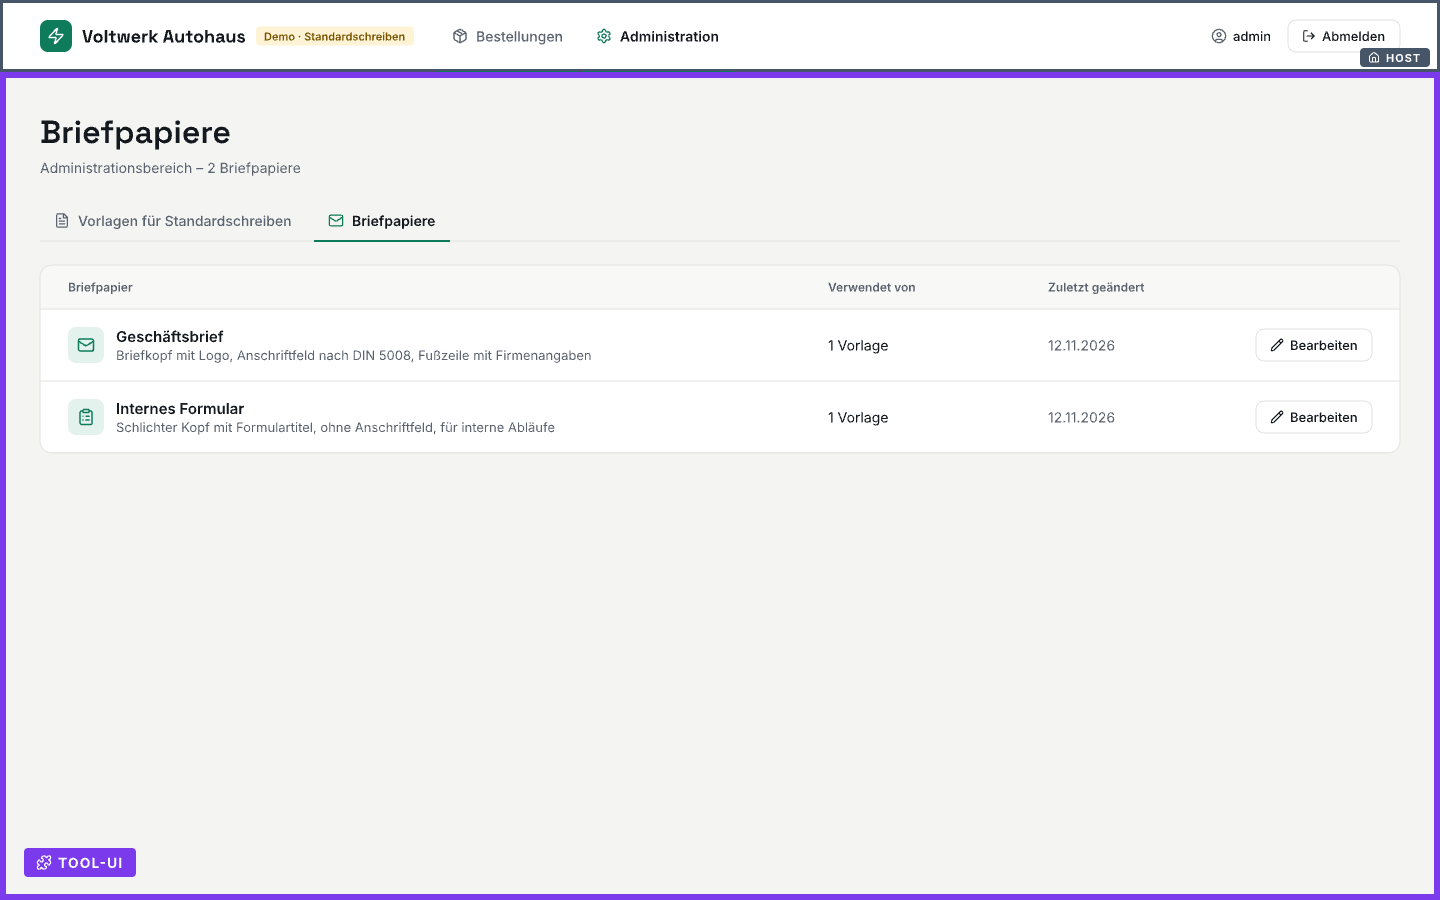 Voltwerk Autohaus
Demo · Standardschreiben
Bestellungen
Administration
admin
Abmelden
HOST
Briefpapiere
Administrationsbereich – 2 Briefpapiere
Vorlagen für Standardschreiben
Briefpapiere
Briefpapier
Verwendet von
Zuletzt geändert
Geschäftsbrief
Briefkopf mit Logo, Anschriftfeld nach DIN 5008, Fußzeile mit Firmenangaben
1 Vorlage
12.11.2026
Bearbeiten
Internes Formular
Schlichter Kopf mit Formulartitel, ohne Anschriftfeld, für interne Abläufe
1 Vorlage
12.11.2026
Bearbeiten
TOOL-UI